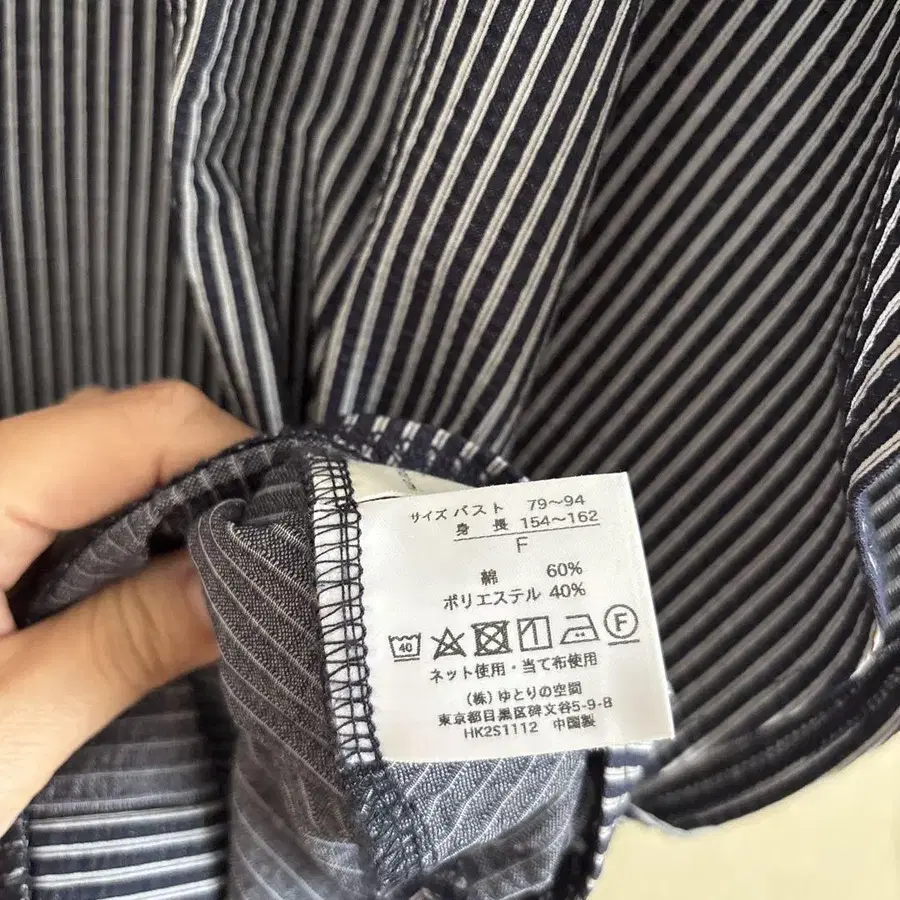 サイズ バスト 79～94
身長 154～162
F
綿 60%
ポリエステル 40%
40 F
ネット使用・当て布使用
(株)ゆとりの空間
東京都目黒区碑文谷5-9-B
HK2S1112 中国製